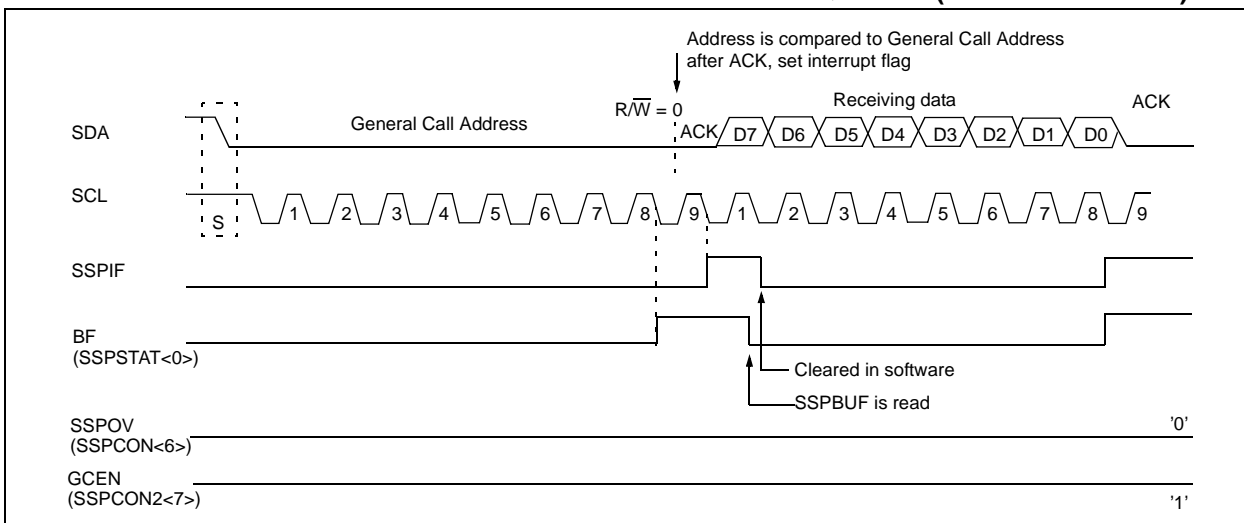 Address is compared to General Call Address
after ACK, set interrupt flag
R/W = 0
Receiving data
ACK
SDA
General Call Address
ACK
D7 D6 D5 D4 D3 D2 D1 D0
SCL
S
1 2 3 4 5 6 7 8 9 1 2 3 4 5 6 7 8 9
SSPIF
BF
(SSPSTAT<0>)
Cleared in software
SSPBUF is read
SSPOV
(SSPCON<6>)
'0'
GCEN
(SSPCON2<7>)
'1'